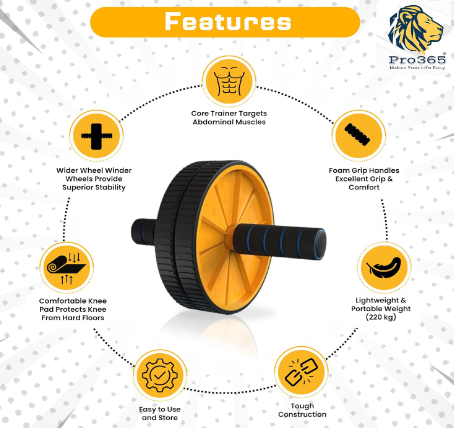 Features
Pro365
Makes Your Life Easy
Core Trainer Targets
Abdominal Muscles
Wider Wheel Winder
Wheels Provide
Superior Stability
Foam Grip Handles
Excellent Grip &
Comfort
Comfortable Knee
Pad Protects Knee
From Hard Floors
Lightweight &
Portable Weight
(220 kg)
Easy to Use
and Store
Tough
Construction